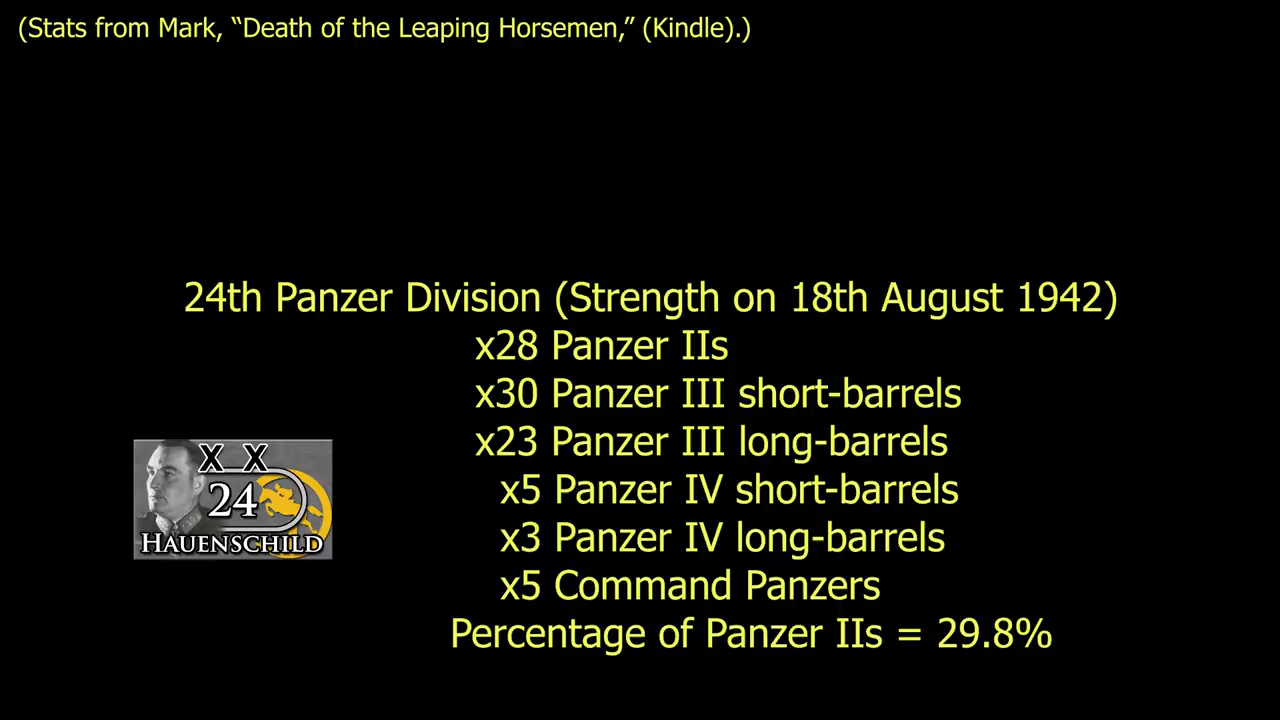 (Stats from Mark, “Death of the Leaping Horsemen,” (Kindle).)
24th Panzer Division (Strength on 18th August 1942)
x28 Panzer IIs
x30 Panzer III short-barrels
x23 Panzer III long-barrels
x5 Panzer IV short-barrels
x3 Panzer IV long-barrels
x5 Command Panzers
Percentage of Panzer IIs = 29.8%
X X
24
HAUENSCHILD